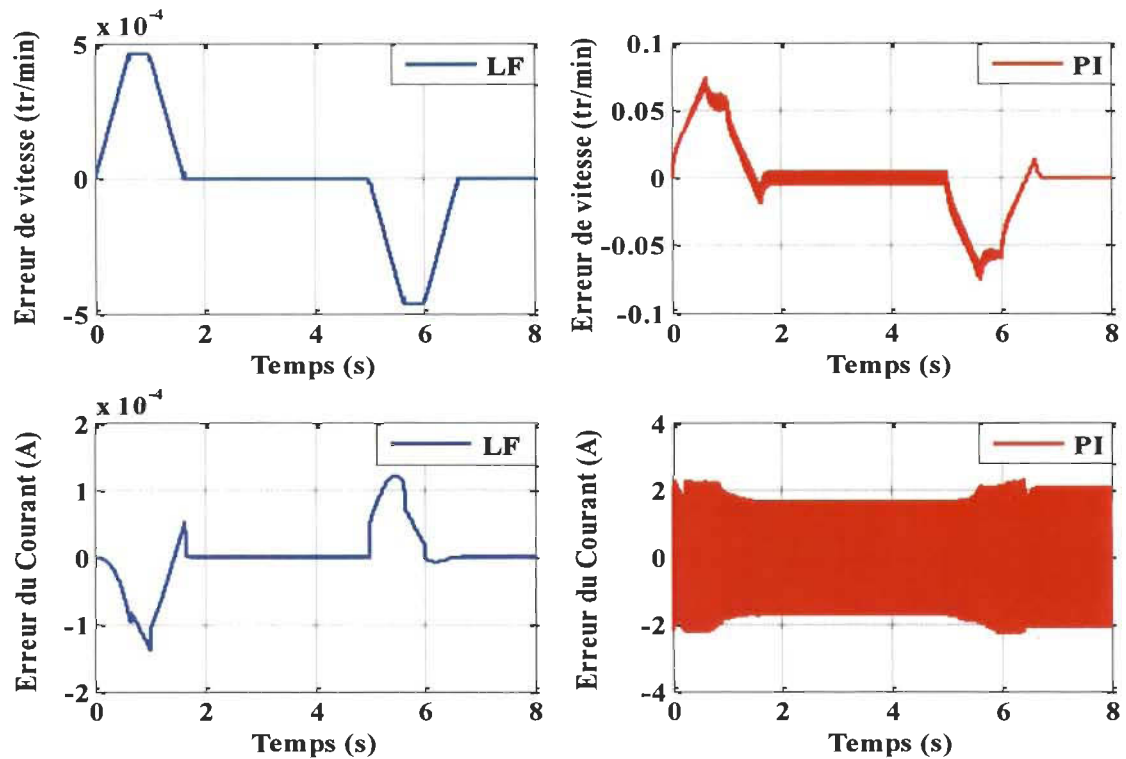 x 10⁻⁴
5
0
-5
0 2 4 6 8
Erreur de vitesse (tr/min)
Temps (s)
LF
0.1
0.05
0
-0.05
-0.1
0 2 4 6 8
Erreur de vitesse (tr/min)
Temps (s)
PI
x 10⁻⁴
2
1
0
-1
-2
0 2 4 6 8
Erreur du Courant (A)
Temps (s)
LF
4
2
0
-2
-4
0 2 4 6 8
Erreur du Courant (A)
Temps (s)
PI